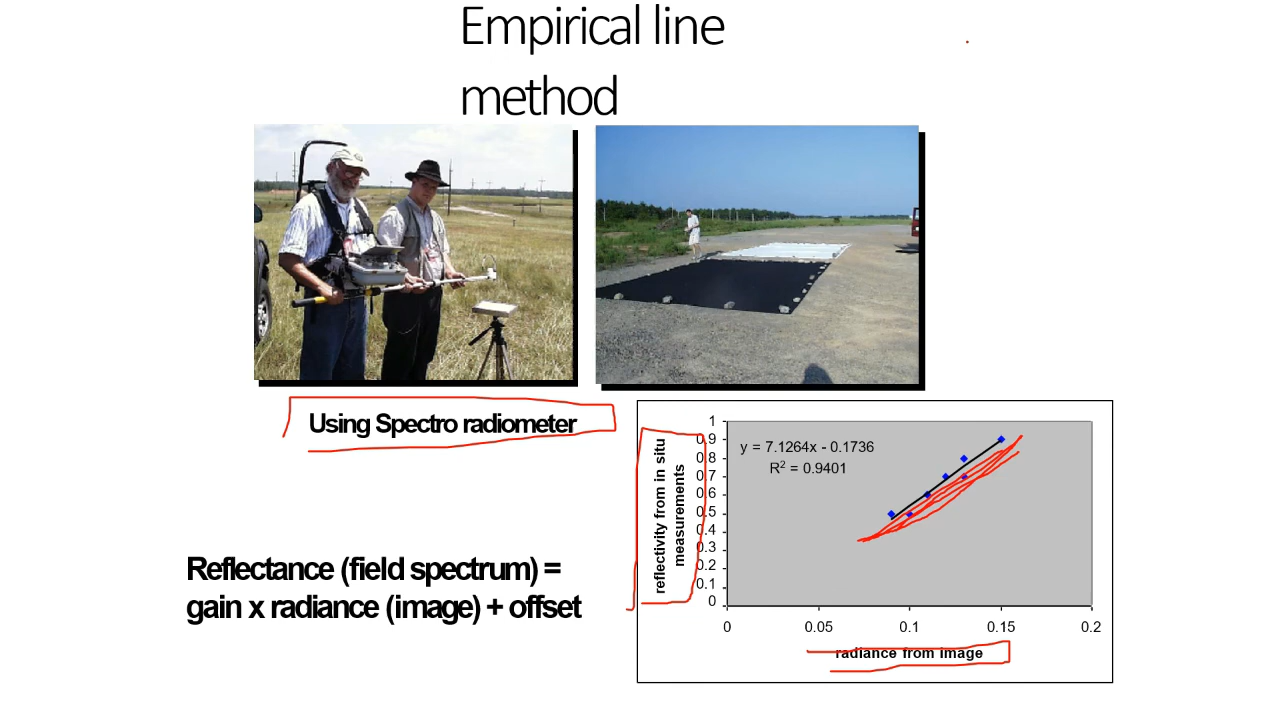 Empirical line
method
Using Spectro radiometer
Reflectance (field spectrum) =
gain x radiance (image) + offset
reflectivity from in situ
measurements
1
0.9
0.8
0.7
0.6
0.5
0.4
0.3
0.2
0.1
0
y = 7.1264x - 0.1736
R² = 0.9401
0 0.05 0.1 0.15 0.2
radiance from image